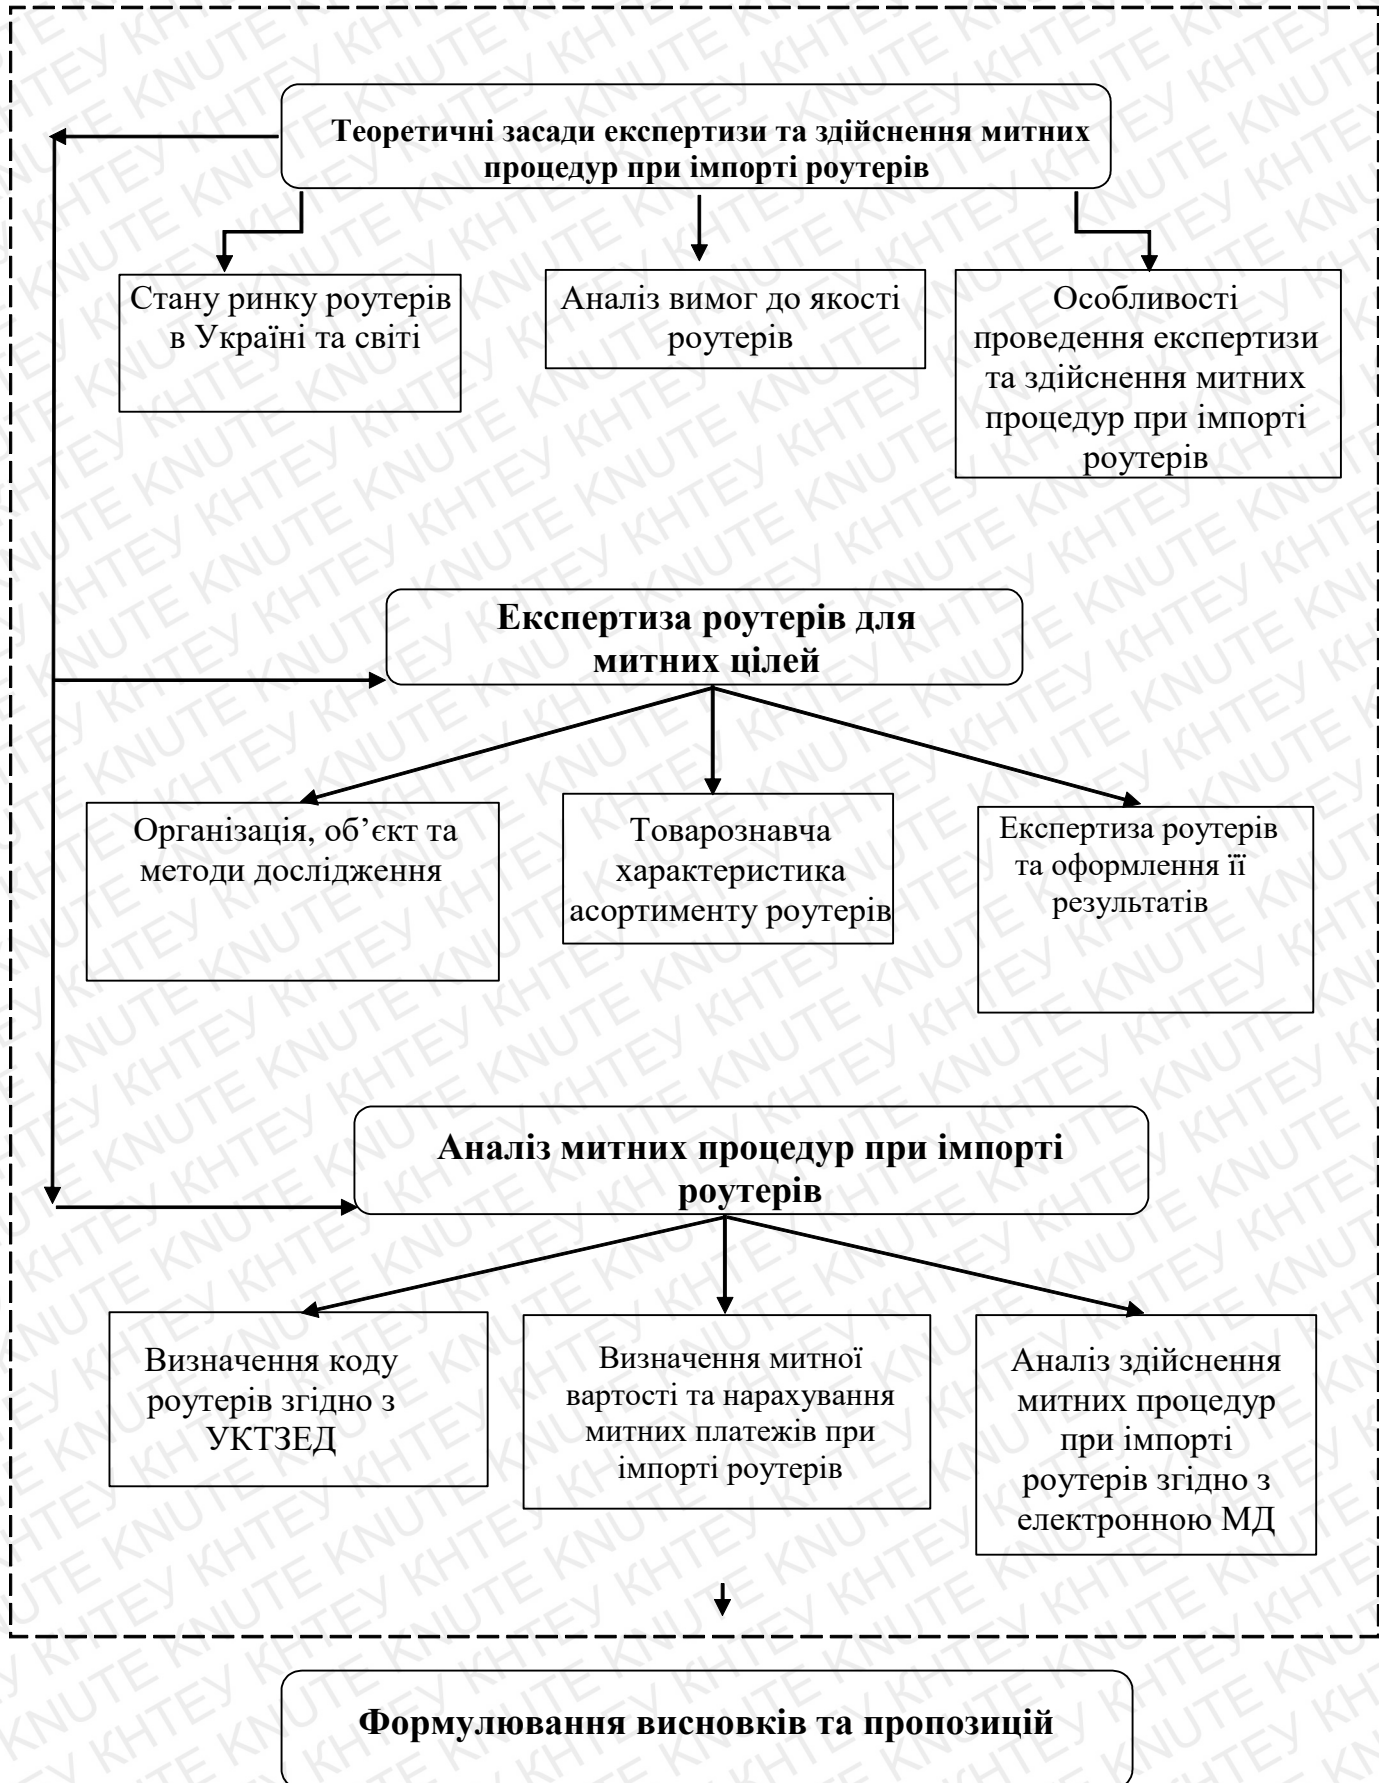 Теоретичні засади експертизи та здійснення митних
процедур при імпорті роутерів
Стану ринку роутерів
в Україні та світі
Аналіз вимог до якості
роутерів
Особливості
проведення експертизи
та здійснення митних
процедур при імпорті
роутерів
Експертиза роутерів для
митних цілей
Організація, об’єкт та
методи дослідження
Товарознавча
характеристика
асортименту роутерів
Експертиза роутерів
та оформлення її
результатів
Аналіз митних процедур при імпорті
роутерів
Визначення коду
роутерів згідно з
УКТЗЕД
Визначення митної
вартості та нарахування
митних платежів при
імпорті роутерів
Аналіз здійснення
митних процедур
при імпорті
роутерів згідно з
електронною МД
Формулювання висновків та пропозицій